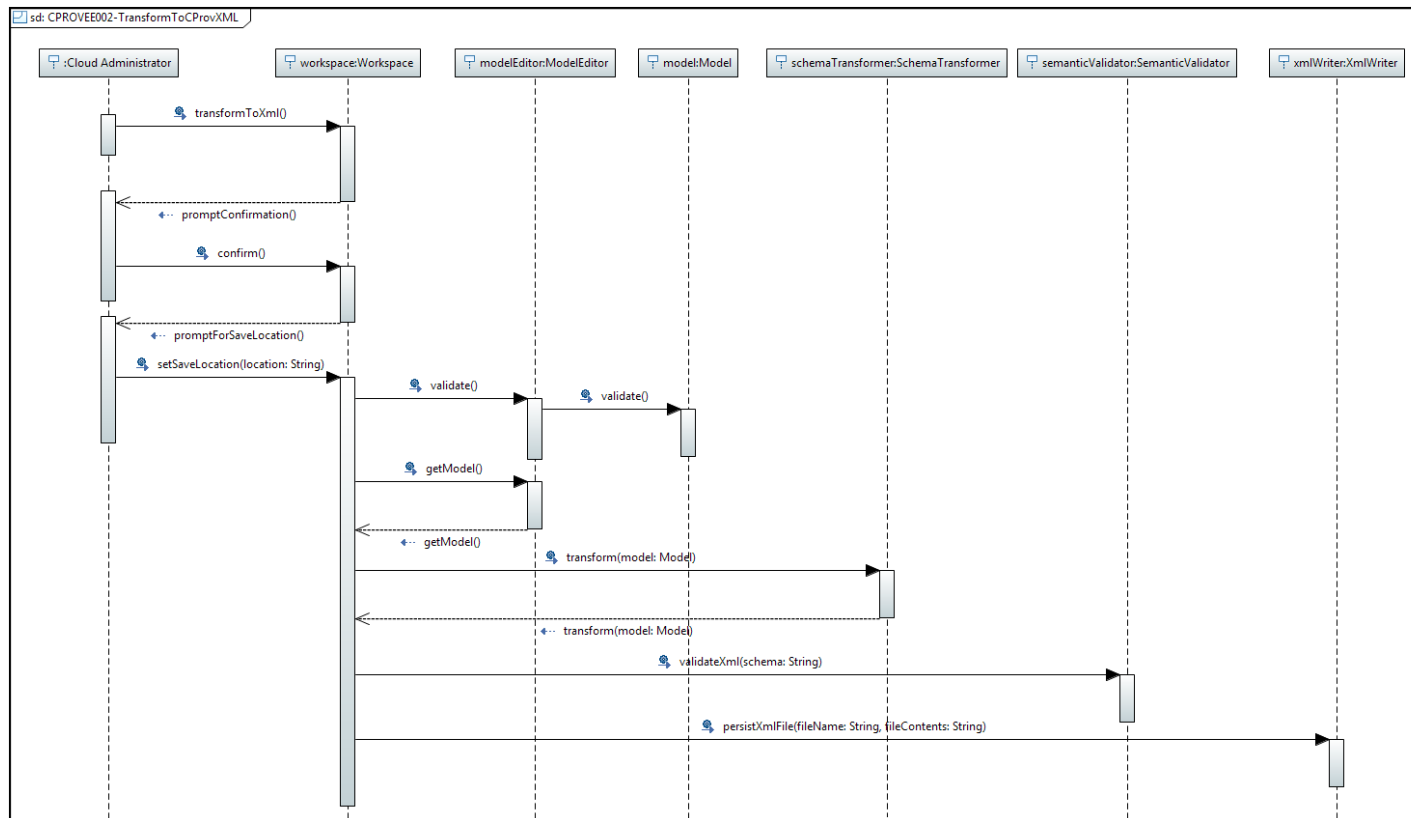 sd: CPROVEE002-TransformToCProvXML
:Cloud Administrator
workspace:Workspace
modelEditor:ModelEditor
model:Model
schemaTransformer:SchemaTransformer
semanticValidator:SemanticValidator
xmlWriter:XmlWriter
transformToXml()
promptConfirmation()
confirm()
promptForSaveLocation()
setSaveLocation(location: String)
validate()
validate()
getModel()
getModel()
transform(model: Model)
transform(model: Model)
validateXml(schema: String)
persistXmlFile(fileName: String, fileContents: String)